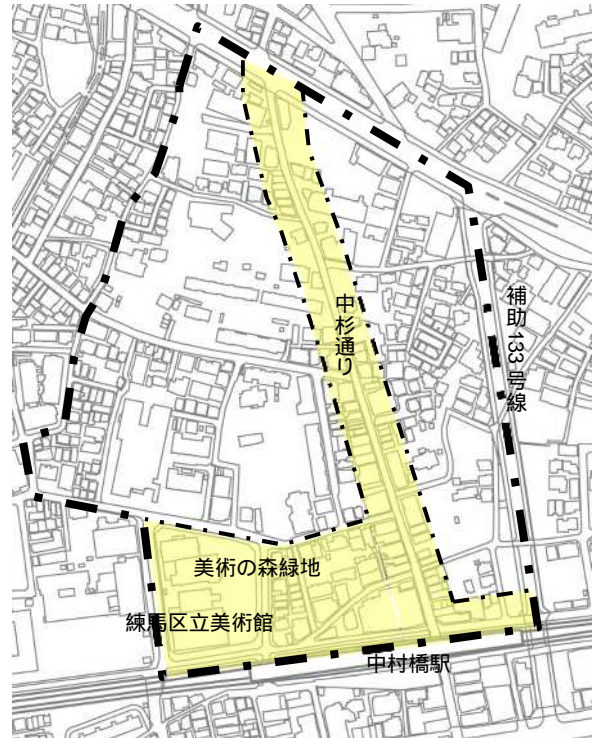 中杉通り
補助133号線
美術の森緑地
練馬区立美術館
中村橋駅